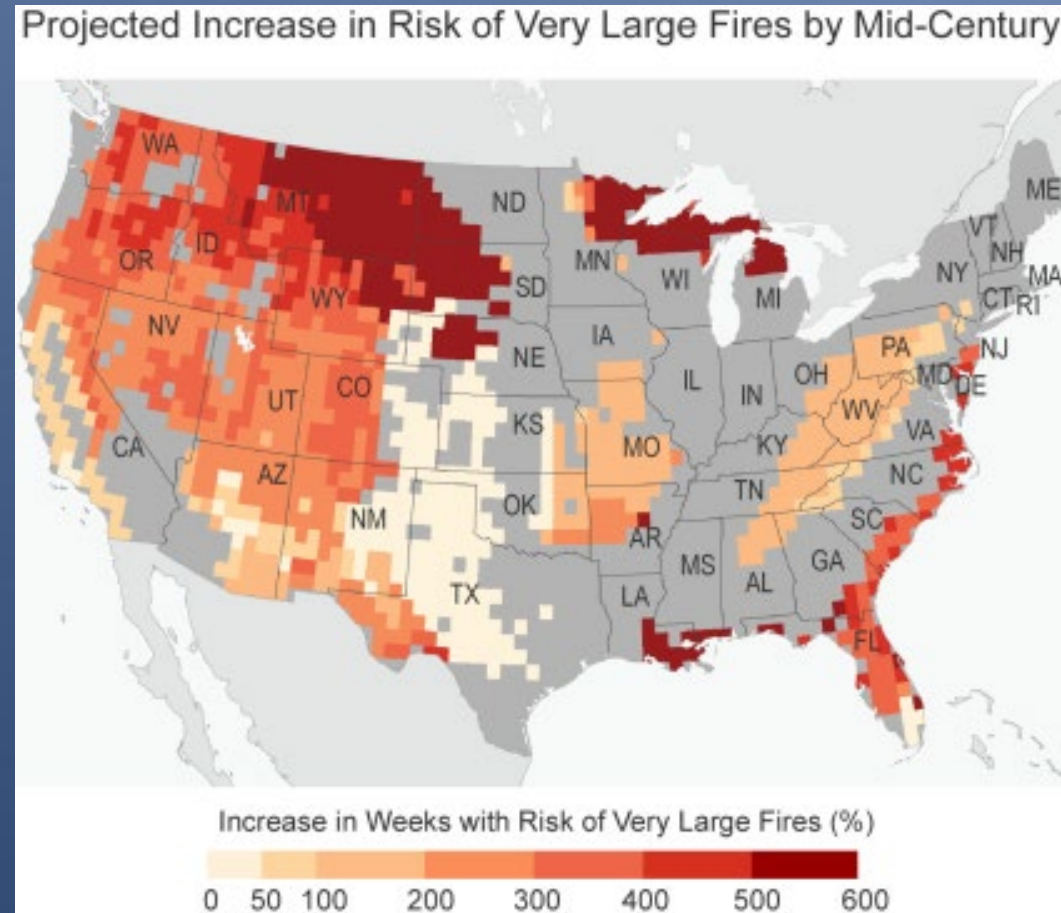 Projected Increase in Risk of Very Large Fires by Mid-Century
WA
MT
ND
ME
OR
ID
MN
VT
NH
WY
SD
WI
MI
NY
MA
CT
RI
NV
IA
NE
PA
NJ
IL
IN
OH
MD
DE
UT
CO
CA
KS
MO
KY
WV
VA
AZ
NM
OK
AR
TN
NC
SC
TX
LA
MS
AL
GA
FL
Increase in Weeks with Risk of Very Large Fires (%)
0 50 100 200 300 400 500 600